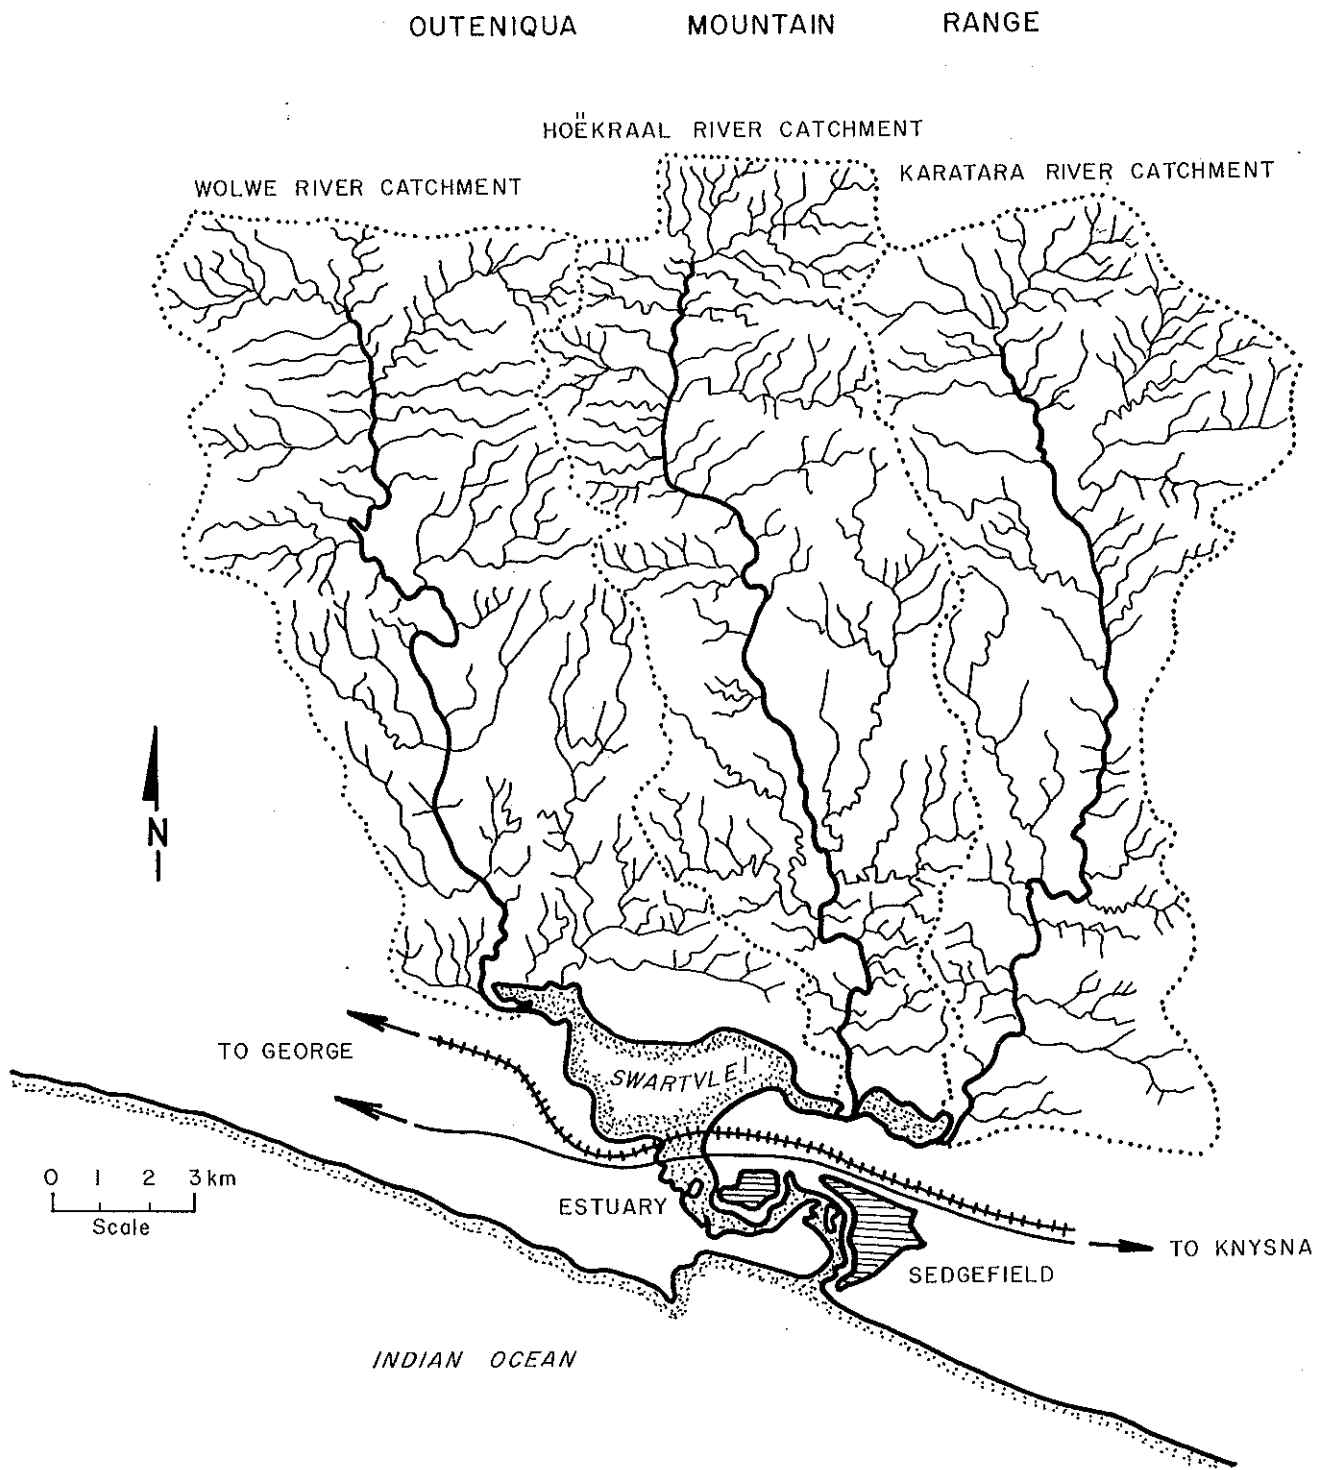 OUTENIQUA MOUNTAIN RANGE
HOËKRAAL RIVER CATCHMENT
KARATARA RIVER CATCHMENT
WOLWE RIVER CATCHMENT
N
TO GEORGE
SWARTVLEI
0 1 2 3 km
Scale
ESTUARY
TO KNYSNA
SEDGEFIELD
INDIAN OCEAN